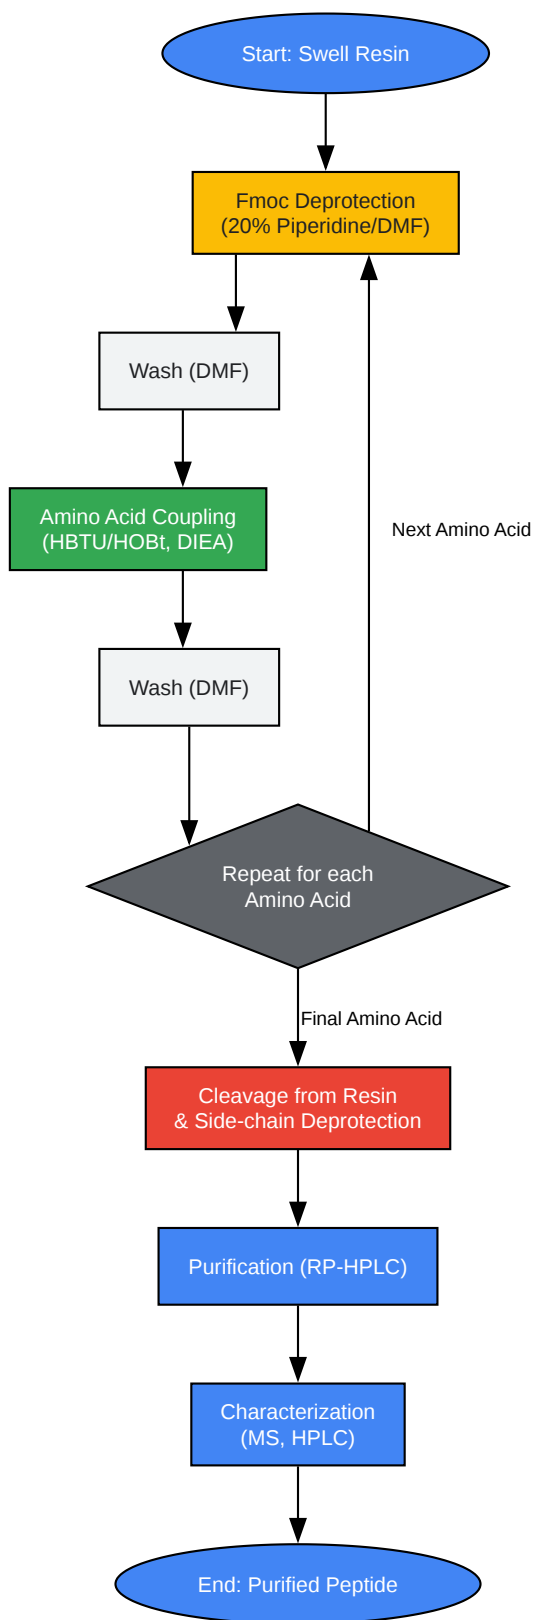 Start: Swell Resin
Fmoc Deprotection
(20% Piperidine/DMF)
Wash (DMF)
Amino Acid Coupling
(HBTU/HOBt, DIEA)
Next Amino Acid
Wash (DMF)
Repeat for each
Amino Acid
Final Amino Acid
Cleavage from Resin
& Side-chain Deprotection
Purification (RP-HPLC)
Characterization
(MS, HPLC)
End: Purified Peptide